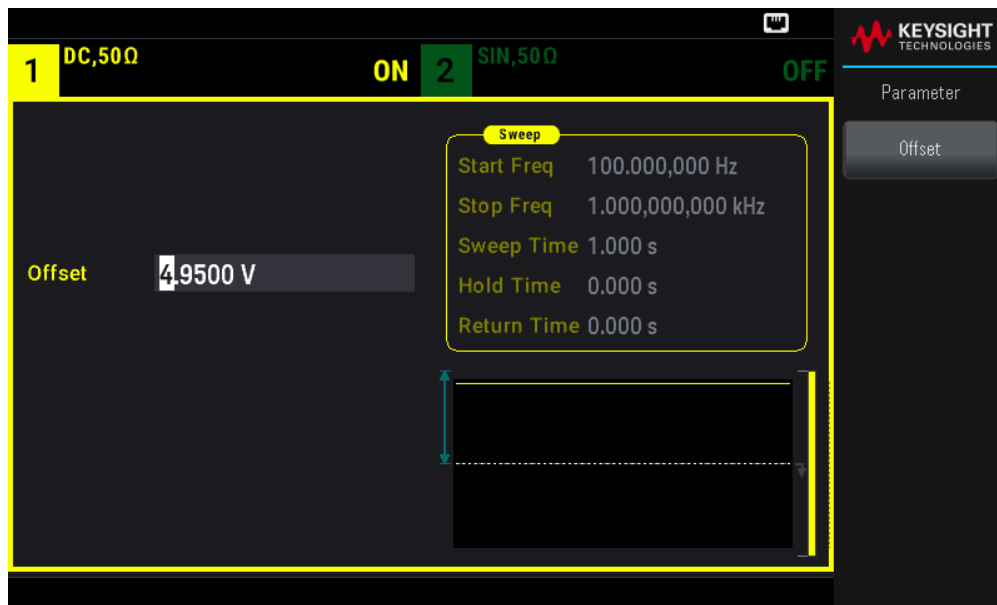 1 DC,50Ω ON 2 SIN,50Ω OFF
KEYSIGHT
TECHNOLOGIES
Parameter
Offset
Sweep
Start Freq 100.000,000 Hz
Stop Freq 1.000,000,000 kHz
Sweep Time 1.000 s
Offset 4.9500 V
Hold Time 0.000 s
Return Time 0.000 s